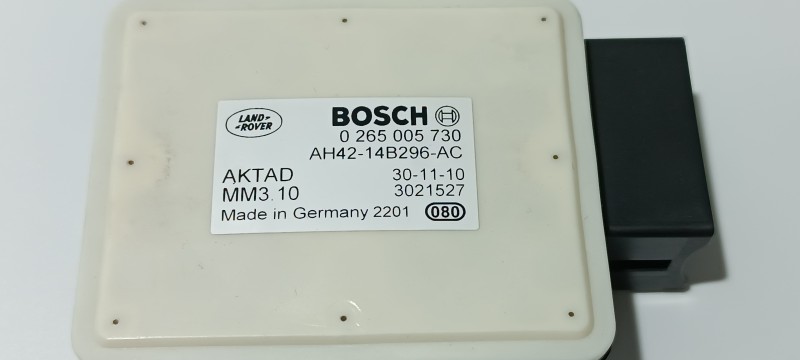 LAND-
-ROVER
BOSCH
0 265 005 730
AH42-14B296-AC
AKTAD 30-11-10
MM3.10 3021527
Made in Germany 2201 080